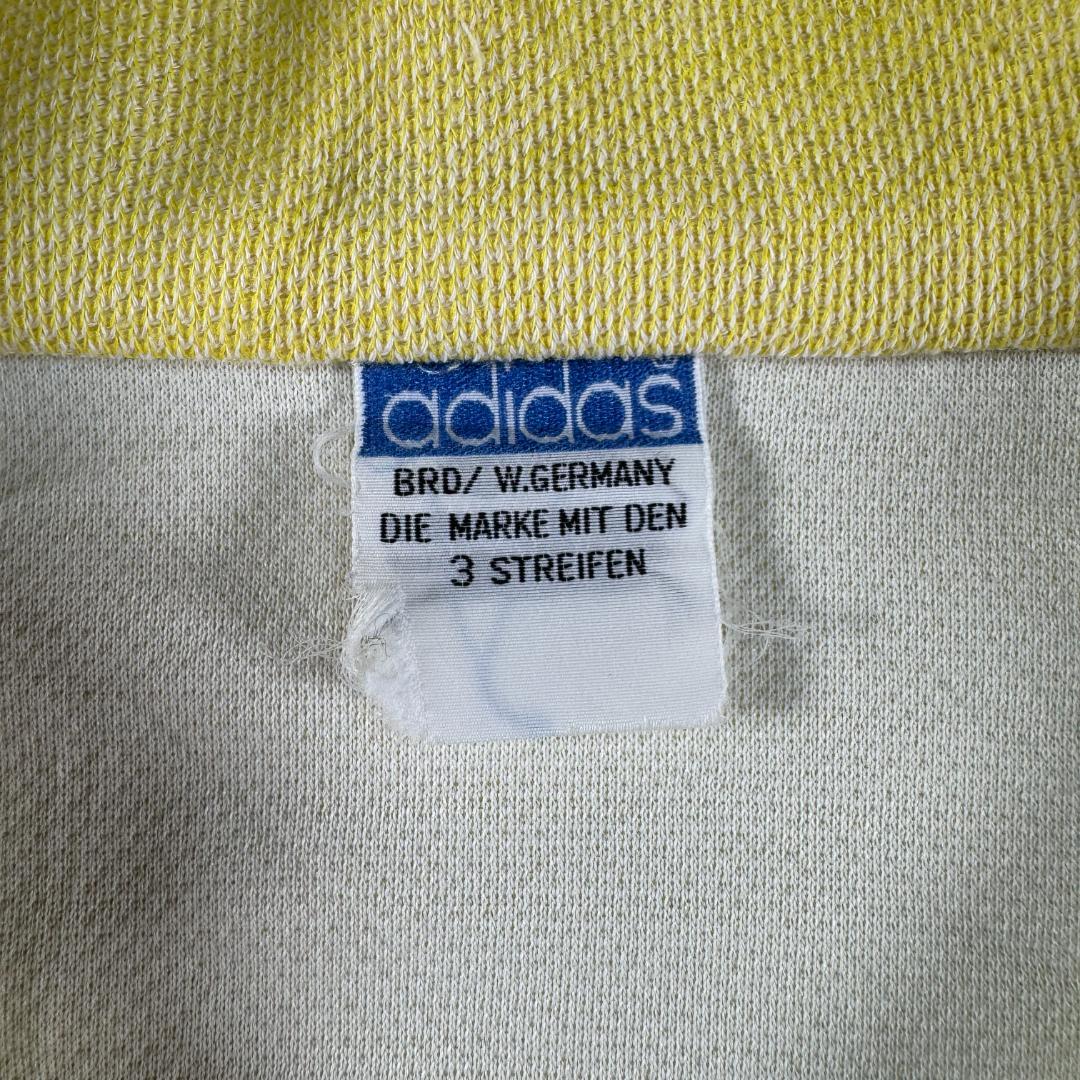 adidas
BRD/ W.GERMANY
DIE MARKE MIT DEN
3 STREIFEN